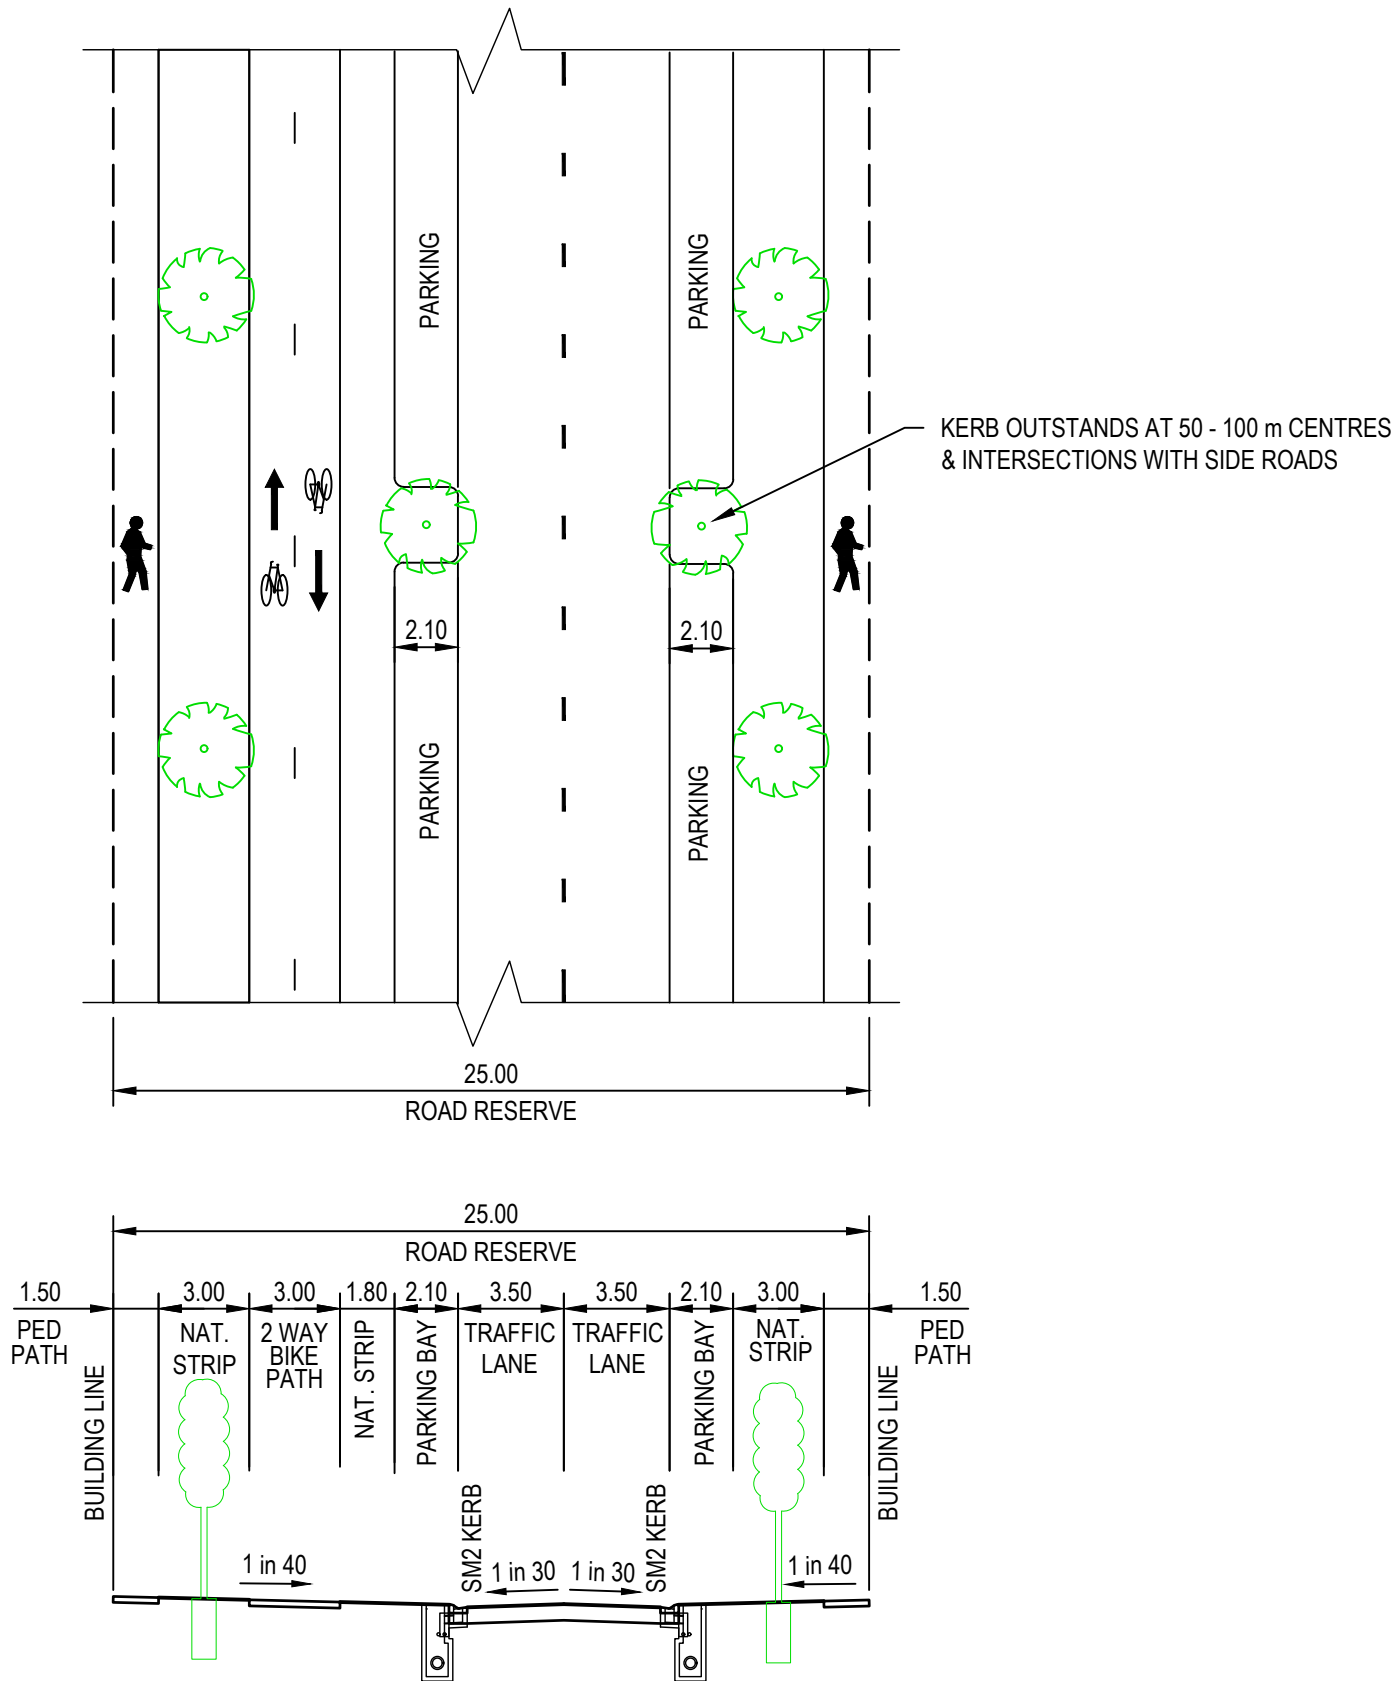 PARKING
PARKING
KERB OUTSTANDS AT 50 - 100 m CENTRES
& INTERSECTIONS WITH SIDE ROADS
2.10
2.10
PARKING
PARKING
25.00
ROAD RESERVE
25.00
ROAD RESERVE
1.50
3.00
3.00
1.80
2.10
3.50
3.50
2.10
3.00
1.50
PED
PATH
BUILDING LINE
NAT.
STRIP
2 WAY
BIKE
PATH
NAT. STRIP
PARKING BAY
TRAFFIC
LANE
TRAFFIC
LANE
PARKING BAY
NAT.
STRIP
BUILDING LINE
PED
PATH
SM2 KERB
SM2 KERB
1 in 40
1 in 30
1 in 30
1 in 40